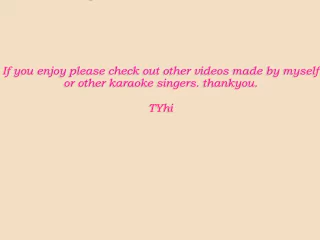 If you enjoy please check out other videos made by myself
or other karaoke singers. thankyou.
TYhi